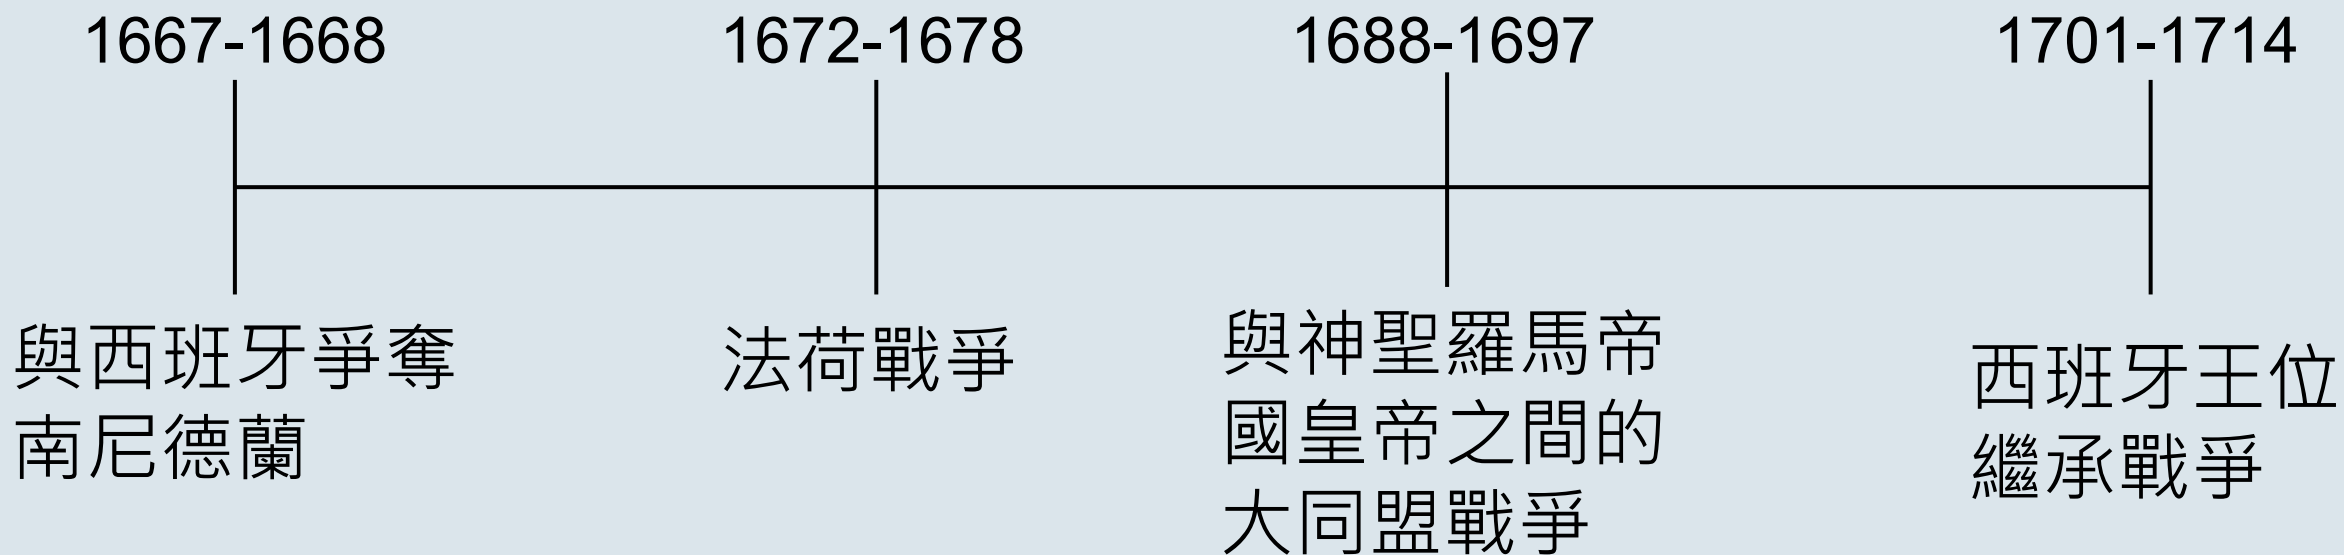 1667-1668
1672-1678
1688-1697
1701-1714
與西班牙爭奪
南尼德蘭
法荷戰爭
與神聖羅馬帝
國皇帝之間的
大同盟戰爭
西班牙王位
繼承戰爭